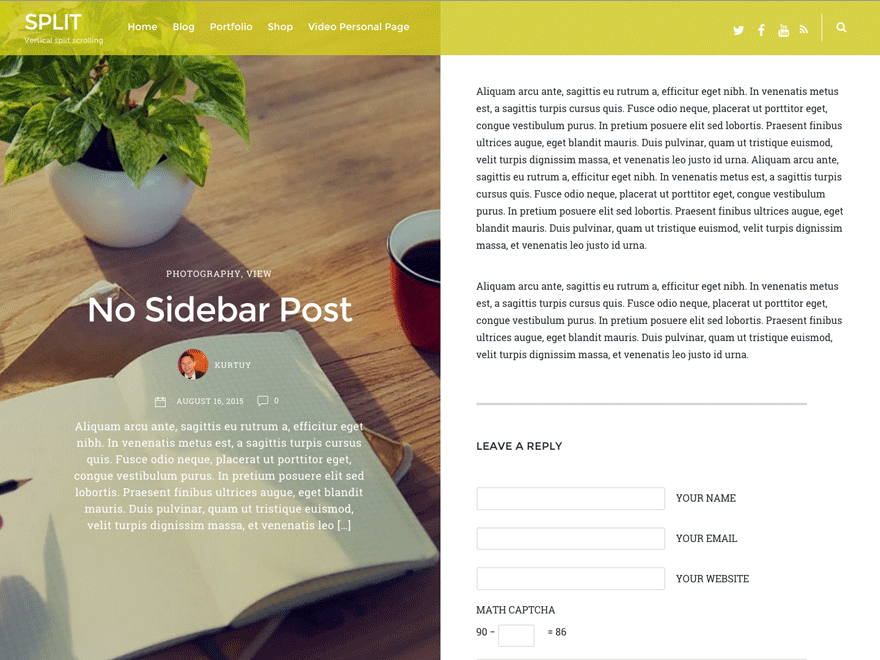 SPLIT
Vertical split scrolling
Home Blog Portfolio Shop Video Personal Page
PHOTOGRAPHY, VIEW
No Sidebar Post
KURTUY
AUGUST 16, 2015 0
Aliquam arcu ante, sagittis eu rutrum a, efficitur eget
nibh. In venenatis metus est, a sagittis turpis cursus
quis. Fusce odio neque, placerat ut porttitor eget,
congue vestibulum purus. In pretium posuere elit sed
lobortis. Praesent finibus ultrices augue, eget blandit
mauris. Duis pulvinar, quam ut tristique euismod,
velit turpis dignissim massa, et venenatis leo [...]
Aliquam arcu ante, sagittis eu rutrum a, efficitur eget nibh. In venenatis metus
est, a sagittis turpis cursus quis. Fusce odio neque, placerat ut porttitor eget,
congue vestibulum purus. In pretium posuere elit sed lobortis. Praesent finibus
ultrices augue, eget blandit mauris. Duis pulvinar, quam ut tristique euismod,
velit turpis dignissim massa, et venenatis leo justo id urna. Aliquam arcu ante,
sagittis eu rutrum a, efficitur eget nibh. In venenatis metus est, a sagittis turpis
cursus quis. Fusce odio neque, placerat ut porttitor eget, congue vestibulum
purus. In pretium posuere elit sed lobortis. Praesent finibus ultrices augue, eget
blandit mauris. Duis pulvinar, quam ut tristique euismod, velit turpis dignissim
massa, et venenatis leo justo id urna.
Aliquam arcu ante, sagittis eu rutrum a, efficitur eget nibh. In venenatis metus
est, a sagittis turpis cursus quis. Fusce odio neque, placerat ut porttitor eget,
congue vestibulum purus. In pretium posuere elit sed lobortis. Praesent finibus
ultrices augue, eget blandit mauris. Duis pulvinar, quam ut tristique euismod,
velit turpis dignissim massa, et venenatis leo justo id urna.
LEAVE A REPLY
YOUR NAME
YOUR EMAIL
YOUR WEBSITE
MATH CAPTCHA
90 − = 86